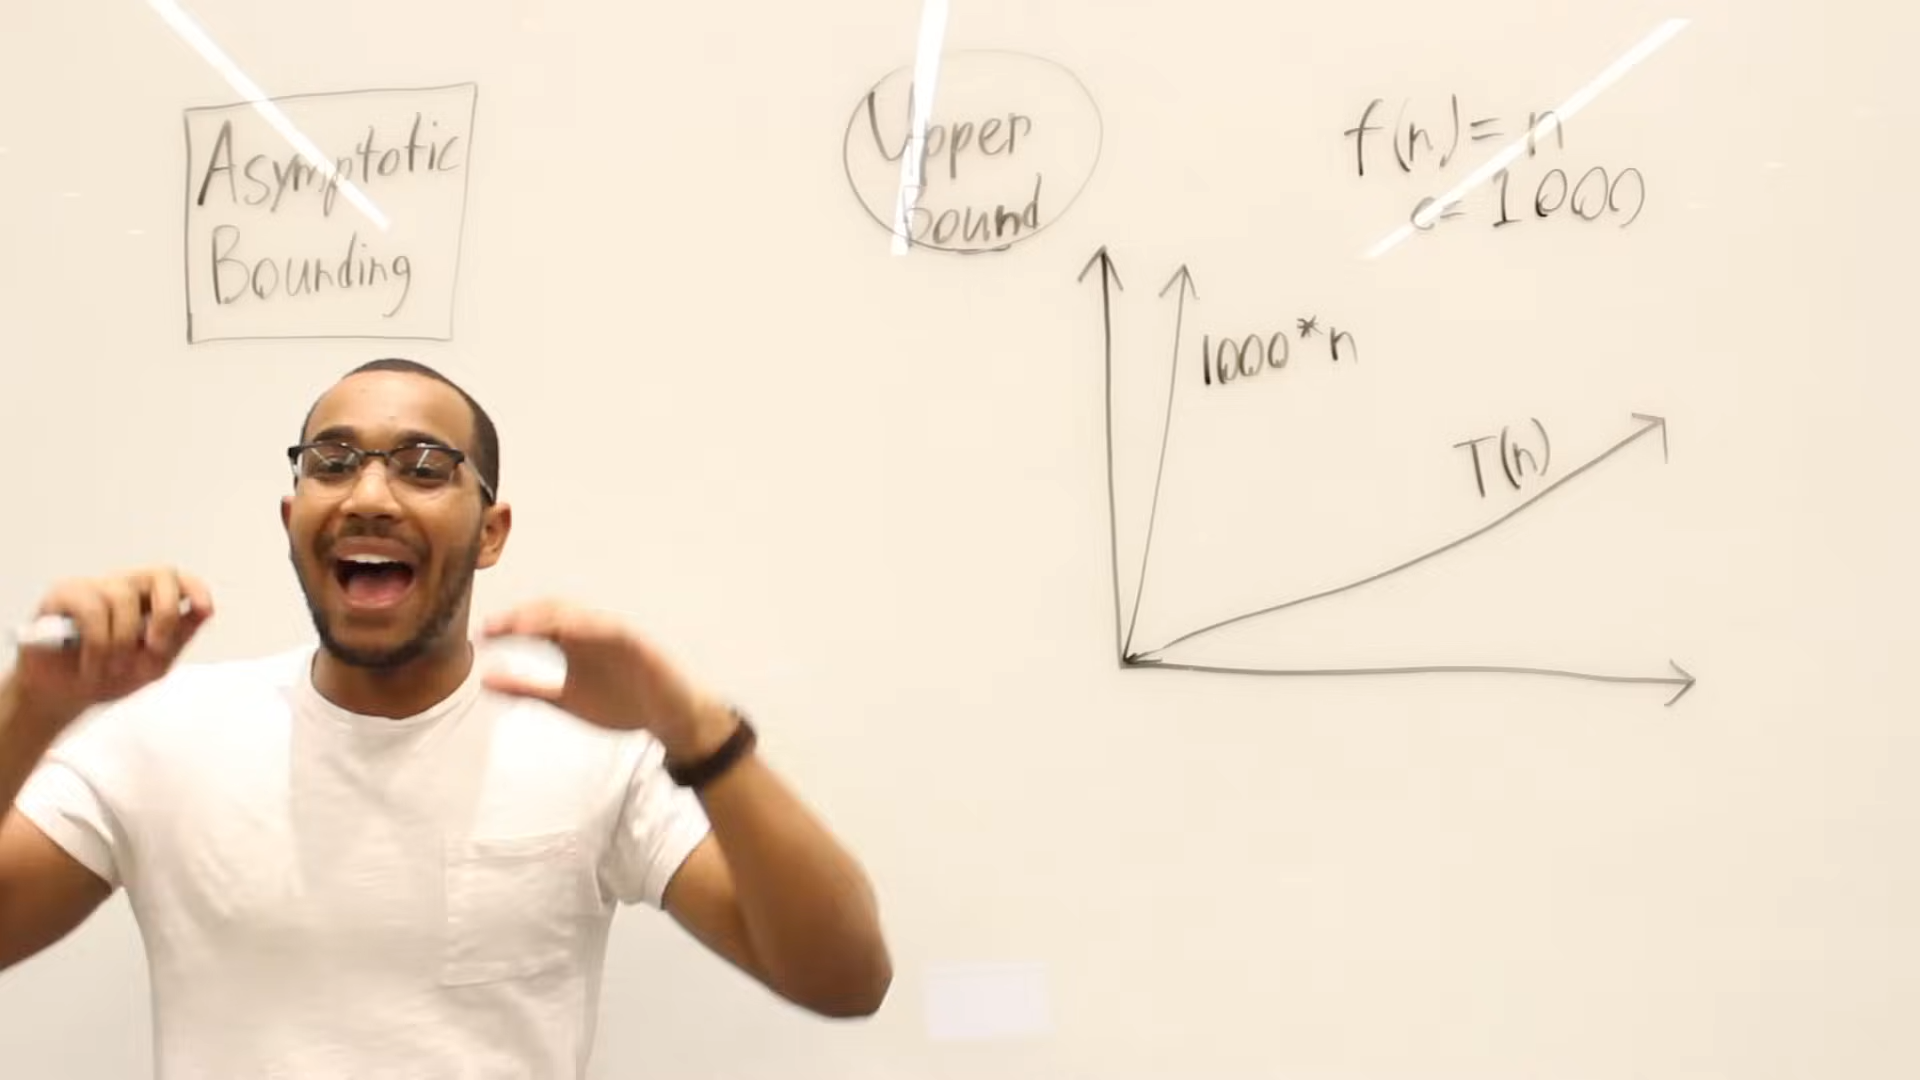 Asymptotic
Bounding
Upper
Bound
f(n) = n
c = 1000
1000*n
T(n)